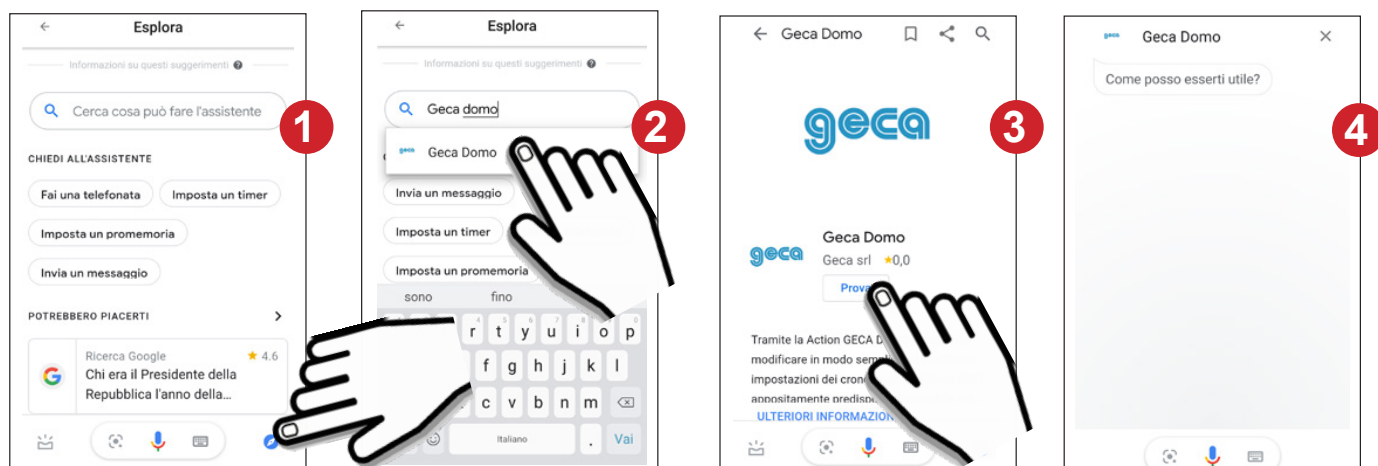 Esplora
Informazioni su questi suggerimenti ?
Cerca cosa può fare l'assistente
1
CHIEDI ALL'ASSISTENTE
Fai una telefonata
Imposta un timer
Imposta un promemoria
Invia un messaggio
POTREBBERO PIACERTI
Ricerca Google
4.6
G
Chi era il Presidente della
Repubblica l'anno della...
Esplora
Informazioni su questi suggerimenti ?
Geca domo
2
geca
Geca Domo
Invia un messaggio
Imposta un timer
Imposta un promemoria
sono fino
r t y u i o p
f g h j k l
c v b n m
Italiano . Vai
Geca Domo
geca
3
geca
Geca Domo
Geca srl ★0,0
Prova
Tramite la Action GECA
modificare in modo
impostazioni dei
appositamente
ULTERIORI
4
geca
Geca Domo
Come posso esserti utile?